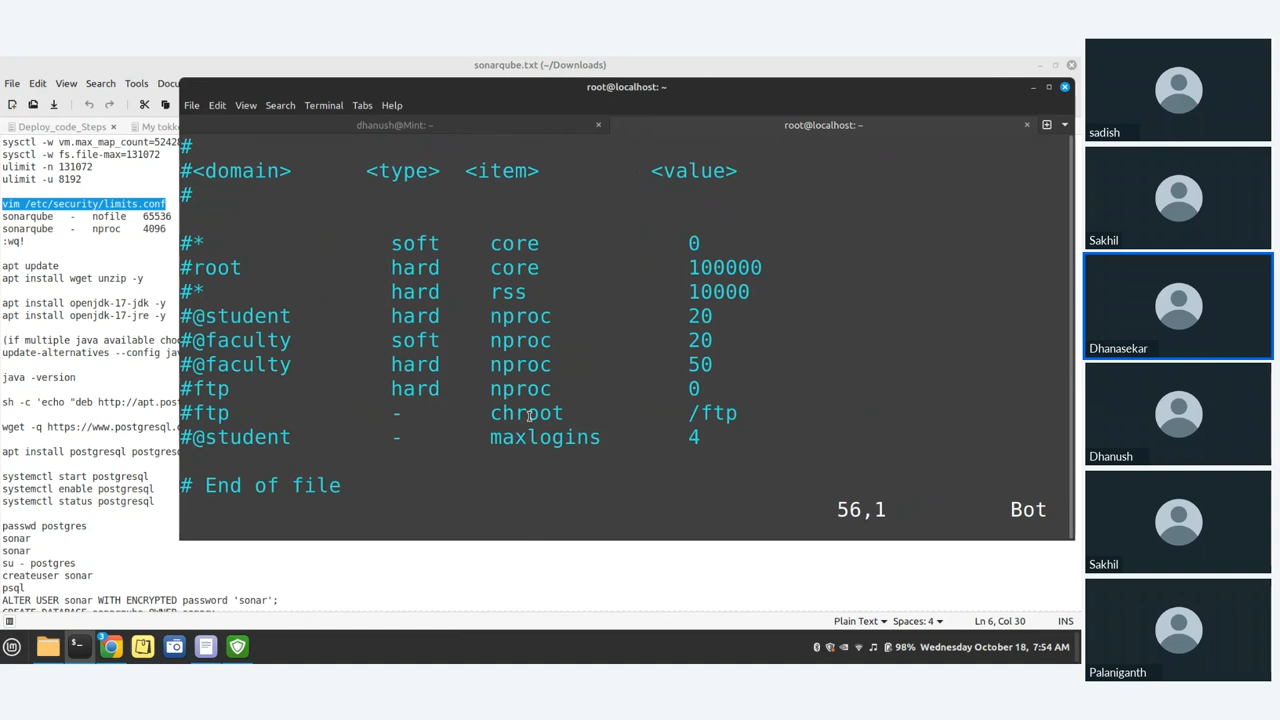 sonarqube.txt (~/Downloads)
File Edit View Search Tools Docu
root@localhost: ~
File Edit View Search Terminal Tabs Help
Deploy_code_Steps × My tokke
dhanush@Mint: ~ × root@localhost: ~ ×
sysctl -w vm.max_map_count=52428
sysctl -w fs.file-max=131072
ulimit -n 131072
ulimit -u 8192
vim /etc/security/limits.conf
sonarqube - nofile 65536
sonarqube - nproc 4096
:wq!
apt update
apt install wget unzip -y
apt install openjdk-17-jdk -y
apt install openjdk-17-jre -y
(if multiple java available choo
update-alternatives --config jav
java -version
sh -c 'echo "deb http://apt.post
wget -q https://www.postgresql.o
apt install postgresql postgres
systemctl start postgresql
systemctl enable postgresql
systemctl status postgresql
passwd postgres
sonar
sonar
su - postgres
createuser sonar
psql
ALTER USER sonar WITH ENCRYPTED password 'sonar';
#
#<domain> <type> <item> <value>
#
#* soft core 0
#root hard core 100000
#* hard rss 10000
#@student hard nproc 20
#@faculty soft nproc 20
#@faculty hard nproc 50
#ftp hard nproc 0
#ftp - chroot /ftp
#@student - maxlogins 4
# End of file
56,1 Bot
Plain Text Spaces: 4 Ln 6, Col 30 INS
3
98% Wednesday October 18, 7:54 AM
sadish
Sakhil
Dhanasekar
Dhanush
Sakhil
Palaniganth